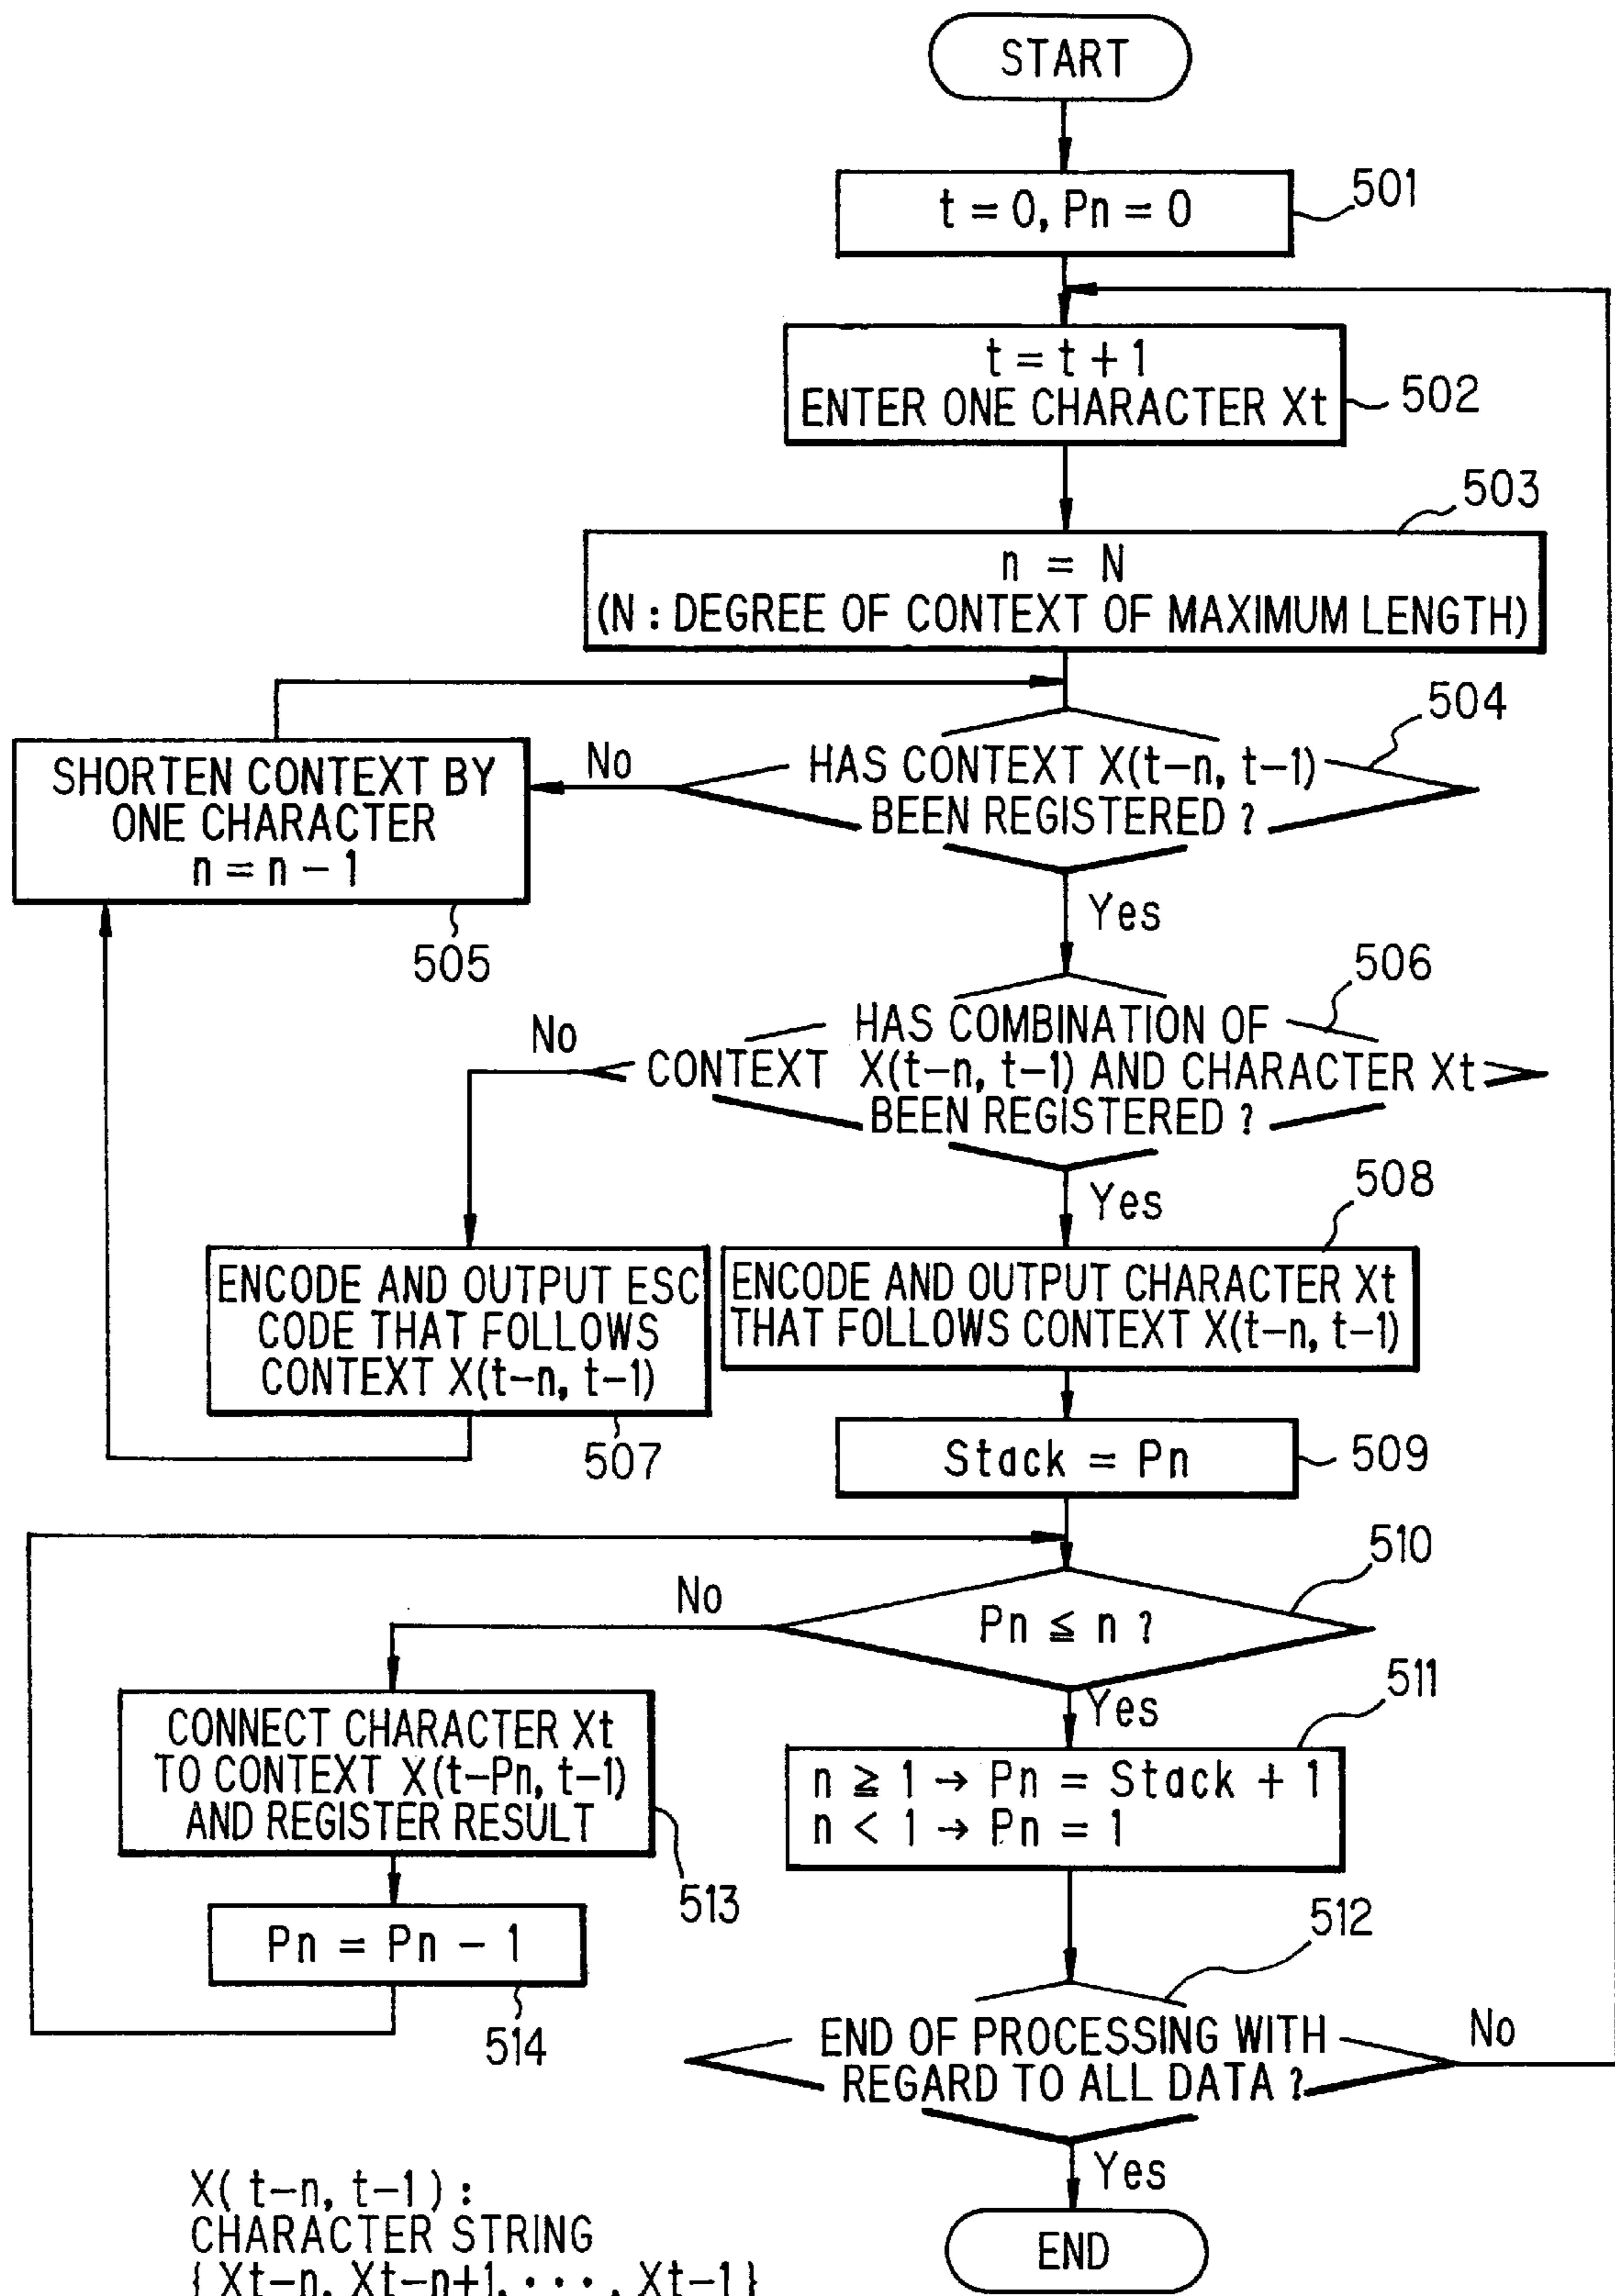 START
t = 0, Pn = 0
501
t = t + 1
ENTER ONE CHARACTER Xt
502
503
n = N
(N : DEGREE OF CONTEXT OF MAXIMUM LENGTH)
504
HAS CONTEXT X(t-n, t-1)
BEEN REGISTERED ?
No
SHORTEN CONTEXT BY
ONE CHARACTER
n = n - 1
505
Yes
506
HAS COMBINATION OF
CONTEXT X(t-n, t-1) AND CHARACTER Xt
BEEN REGISTERED ?
No
Yes
508
ENCODE AND OUTPUT ESC
CODE THAT FOLLOWS
CONTEXT X(t-n, t-1)
507
ENCODE AND OUTPUT CHARACTER Xt
THAT FOLLOWS CONTEXT X(t-n, t-1)
Stack = Pn
509
510
Pn ≦ n ?
No
Yes
511
CONNECT CHARACTER Xt
TO CONTEXT X(t-Pn, t-1)
AND REGISTER RESULT
513
n ≧ 1 → Pn = Stack + 1
n < 1 → Pn = 1
Pn = Pn - 1
514
512
END OF PROCESSING WITH
REGARD TO ALL DATA ?
No
Yes
END
X( t-n, t-1 ) :
CHARACTER STRING
{ Xt-n, Xt-n+1, · · · , Xt-1 }